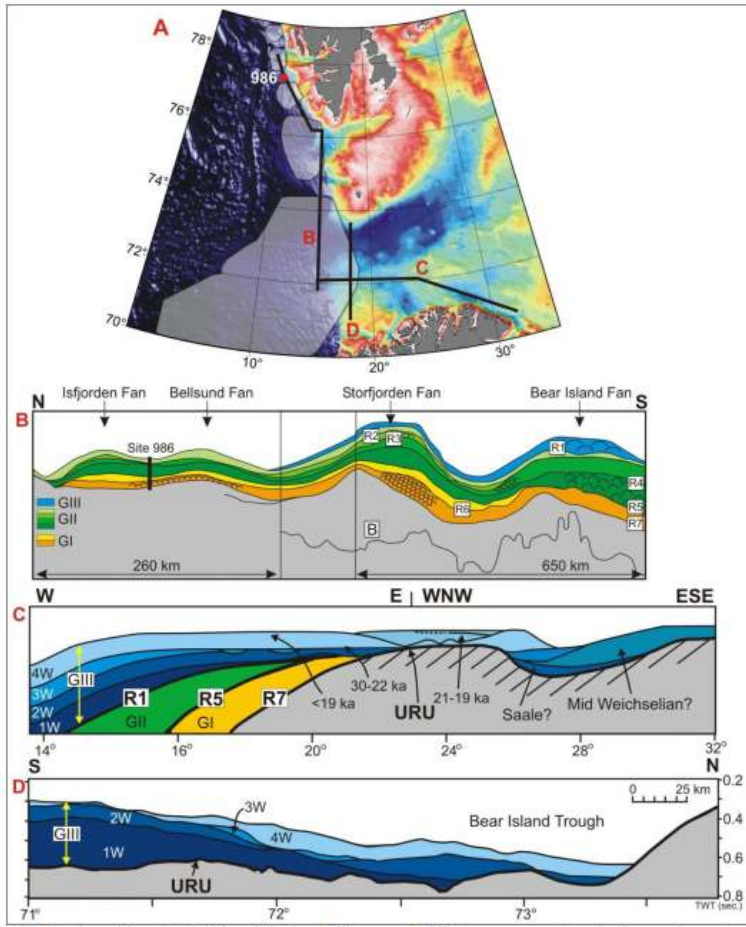 A
78°
986
76°
74°
72°
B
C
70°
D
10°
20°
30°
Isfjorden Fan Bellsund Fan Storfjorden Fan Bear Island Fan
B N S
Site 986
R2 R3
R1
R4
GIII
GII
GI
R6
R5
R7
B
260 km 650 km
W E WNW ESE
C
4W
GIII
3W
2W
1W
R1 R5 R7
GII GI
<19 ka
30-22 ka
URU
21-19 ka
Saale?
Mid Weichselian?
14° 16° 20° 24° 28° 32°
S N
D
0.2
0 25 km
3W
2W
GIII
4W
Bear Island Trough
0.4
1W
0.6
URU
0.8
71° 72° 73° TWT (sec.)